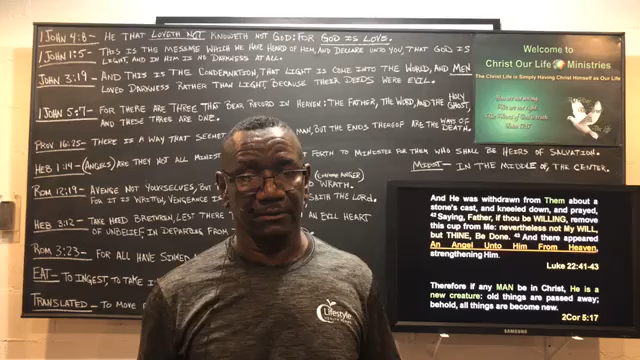 1 John 4:8 - He that loveth not knoweth not God: for God is love.
1 John 1:5 - This is the message which we have heard of him, and declare unto you, that God is
light, and in him is no darkness at all.
John 3:19 - And this is the condemnation, that light is come into the world, and men
loved darkness rather than light, because their deeds were evil.
1 John 5:7 - For there are three that bear record in heaven: the Father, the Word, and the Holy
Ghost, and these three are one.
Prov 16:25 - There is a way that seemet man, but the ends thereof are the ways of
death.
Heb 1:14 - (Angels) are they not all minist forth to minister for them who shall be heirs of salvation.
Midst - in the middle of the center.
Rom 12:19 - Avenge not yourselves, but wrath.
for it is written, vengeance is saith the Lord.
Heb 3:12 - Take heed brethren, lest there an evil heart
of unbelief in departing from
Rom 3:23 - For all have sinned
Eat - To ingest, to take i
Translated - To move f
Lifestyle
Welcome to
Christ Our Life Ministries
The Christ Life is Simply Having Christ Himself as Our Life
And He was withdrawn from Them about a
stone's cast, and kneeled down, and prayed,
42 Saying, Father, if thou be WILLING, remove
this cup from Me: nevertheless not My WILL,
but THINE, Be Done. 43 And there appeared
An Angel Unto Him From Heaven,
strengthening Him.
Luke 22:41-43
Therefore if any MAN be in Christ, He is a
new creature: old things are passed away;
behold, all things are become new.
2Cor 5:17
SAMSUNG